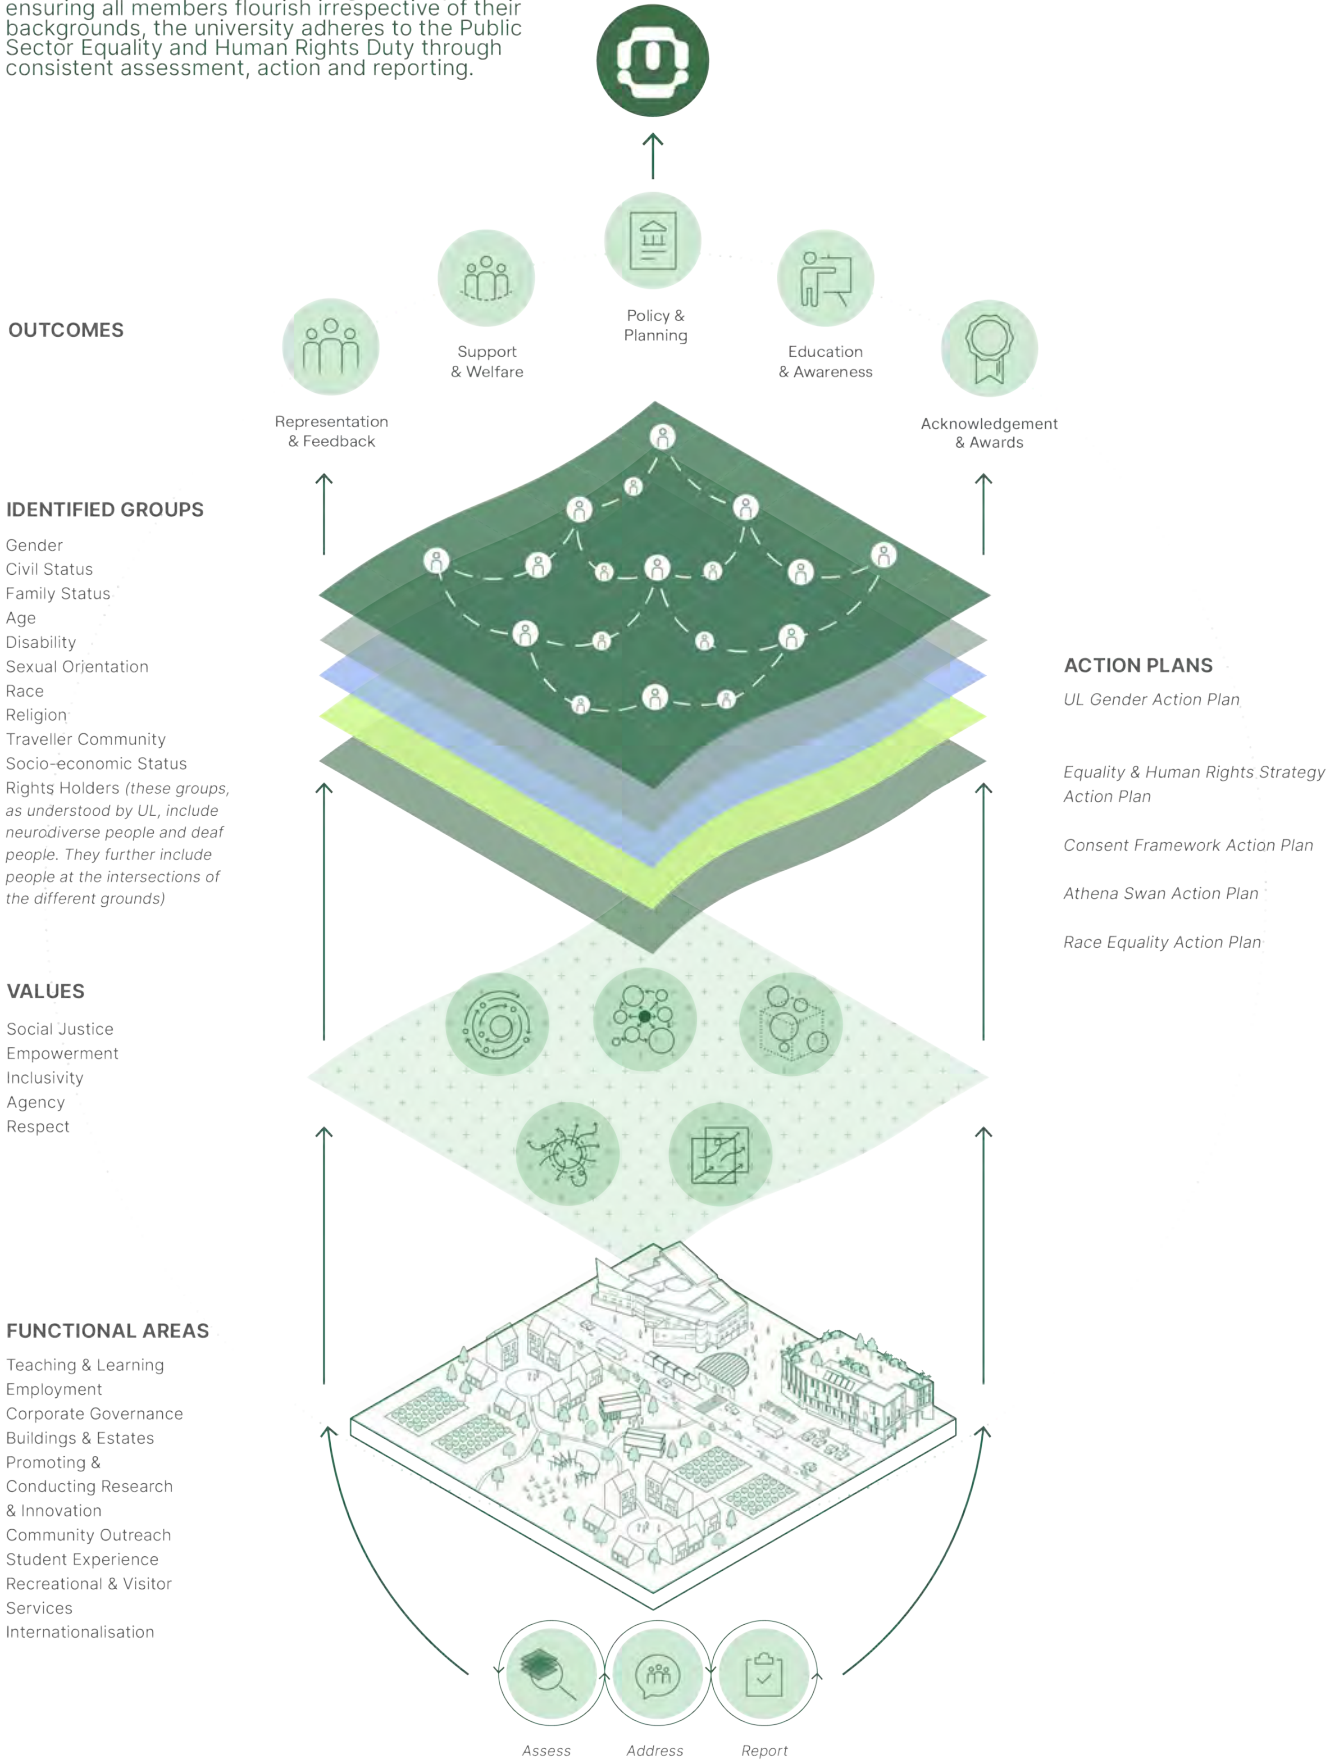 ensuring all members flourish irrespective of their
backgrounds, the university adheres to the Public
Sector Equality and Human Rights Duty through
consistent assessment, action and reporting.
OUTCOMES
Representation
& Feedback
Support
& Welfare
Policy &
Planning
Education
& Awareness
Acknowledgement
& Awards
IDENTIFIED GROUPS
Gender
Civil Status
Family Status
Age
Disability
Sexual Orientation
Race
Religion
Traveller Community
Socio-economic Status
Rights Holders (these groups,
as understood by UL, include
neurodiverse people and deaf
people. They further include
people at the intersections of
the different grounds)
ACTION PLANS
UL Gender Action Plan
Equality & Human Rights Strategy
Action Plan
Consent Framework Action Plan
Athena Swan Action Plan
Race Equality Action Plan
VALUES
Social Justice
Empowerment
Inclusivity
Agency
Respect
FUNCTIONAL AREAS
Teaching & Learning
Employment
Corporate Governance
Buildings & Estates
Promoting &
Conducting Research
& Innovation
Community Outreach
Student Experience
Recreational & Visitor
Services
Internationalisation
Assess
Address
Report